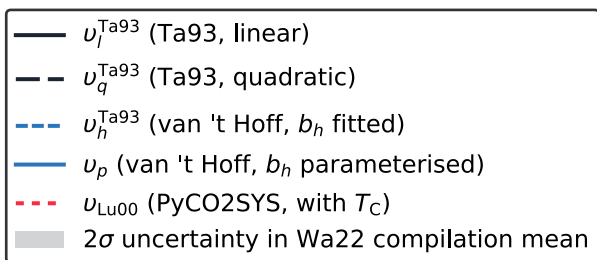 υ_l^Ta93 (Ta93, linear)
υ_q^Ta93 (Ta93, quadratic)
υ_h^Ta93 (van 't Hoff, b_h fitted)
υ_p (van 't Hoff, b_h parameterised)
υ_Lu00 (PyCO2SYS, with T_C)
2σ uncertainty in Wa22 compilation mean